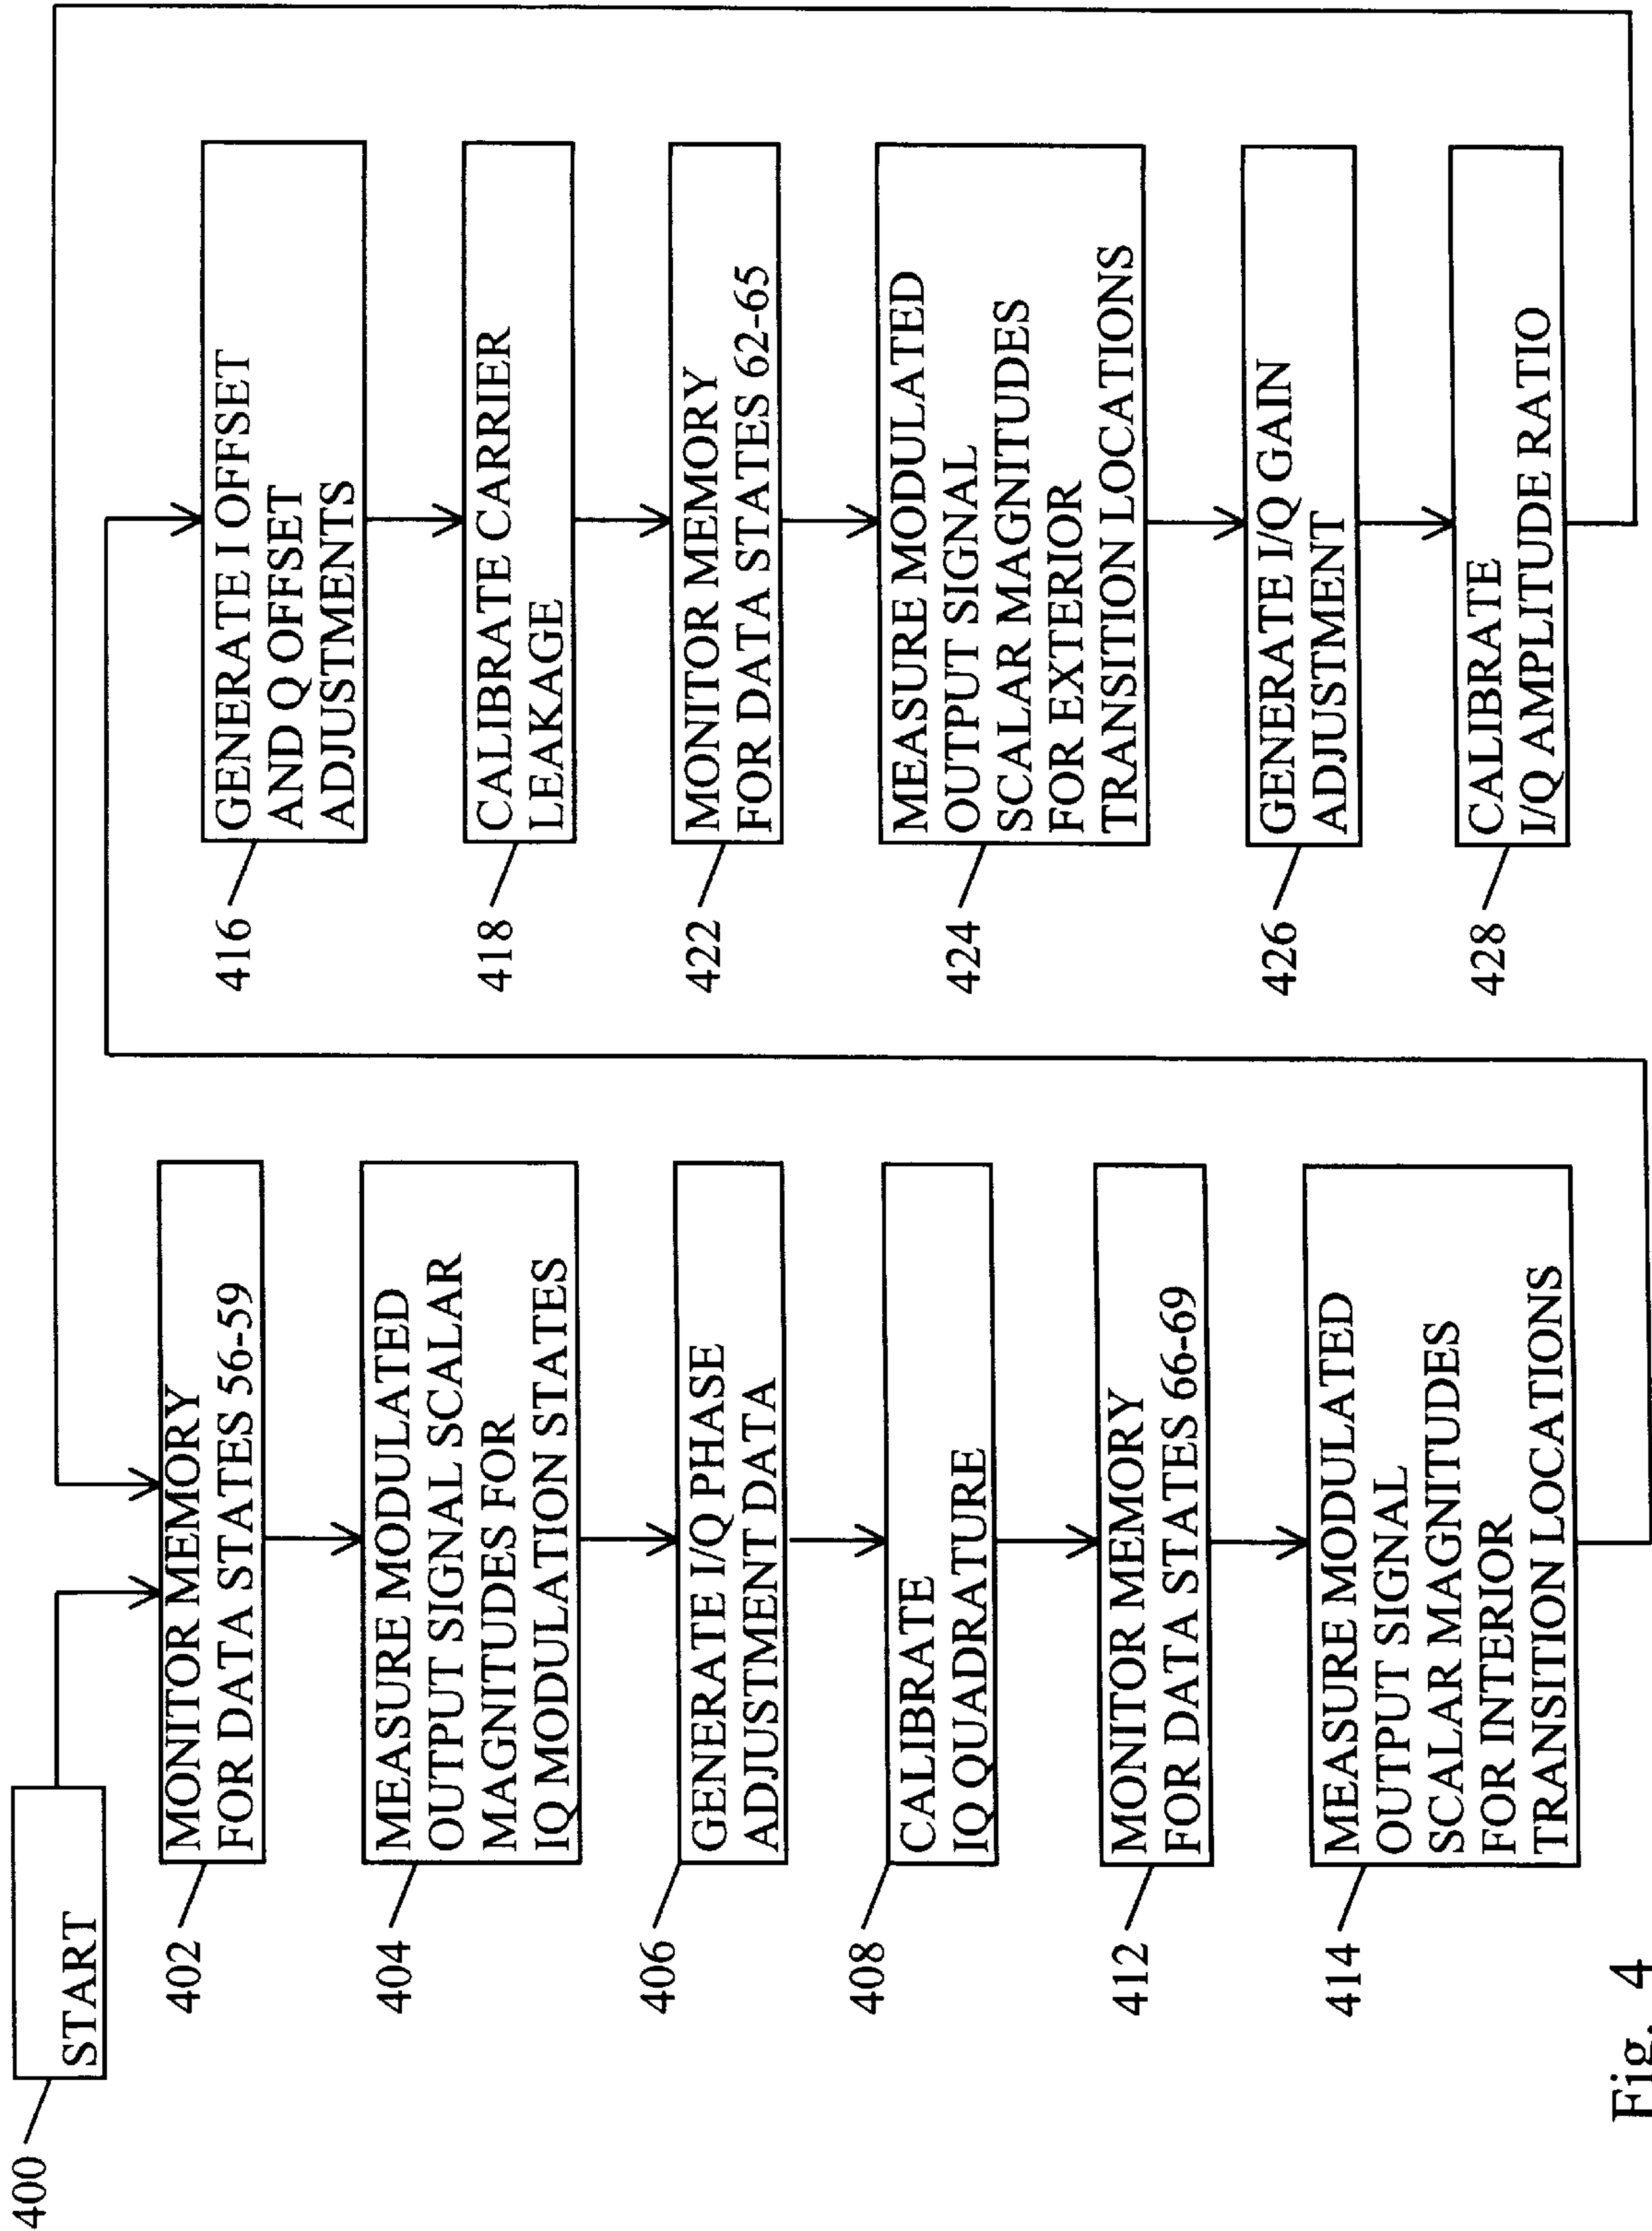 400
START
402
MONITOR MEMORY
FOR DATA STATES 56-59
404
MEASURE MODULATED
OUTPUT SIGNAL SCALAR
MAGNITUDES FOR
IQ MODULATION STATES
406
GENERATE I/Q PHASE
ADJUSTMENT DATA
408
CALIBRATE
IQ QUADRATURE
412
MONITOR MEMORY
FOR DATA STATES 66-69
414
MEASURE MODULATED
OUTPUT SIGNAL
SCALAR MAGNITUDES
FOR INTERIOR
TRANSITION LOCATIONS
416
GENERATE I OFFSET
AND Q OFFSET
ADJUSTMENTS
418
CALIBRATE CARRIER
LEAKAGE
422
MONITOR MEMORY
FOR DATA STATES 62-65
424
MEASURE MODULATED
OUTPUT SIGNAL
SCALAR MAGNITUDES
FOR EXTERIOR
TRANSITION LOCATIONS
426
GENERATE I/Q GAIN
ADJUSTMENT
428
CALIBRATE
I/Q AMPLITUDE RATIO
Fig. 4